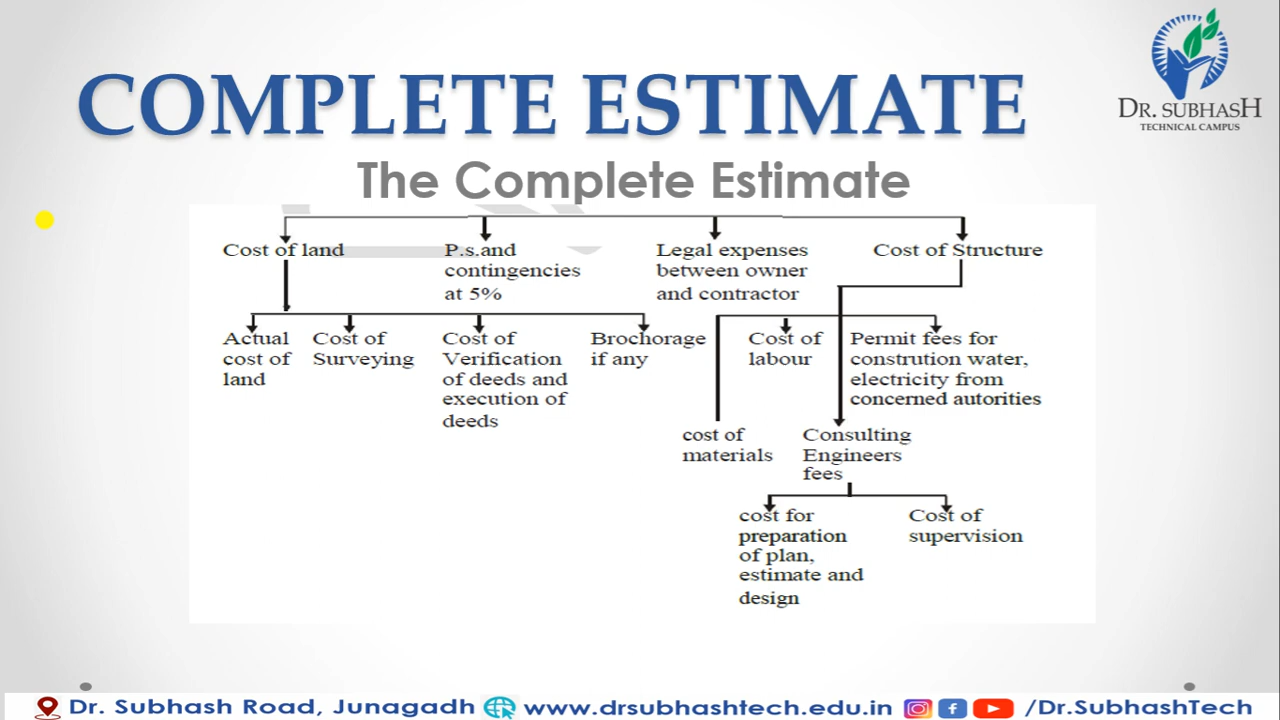 COMPLETE ESTIMATE
DR. SUBHASH
TECHNICAL CAMPUS
The Complete Estimate
Cost of land
P.s.and
contingencies
at 5%
Legal expenses
between owner
and contractor
Cost of Structure
Actual
cost of
land
Cost of
Surveying
Cost of
Verification
of deeds and
execution of
deeds
Brochorage
if any
Cost of
labour
Permit fees for
constrution water,
electricity from
concerned autorities
cost of
materials
Consulting
Engineers
fees
cost for
preparation
of plan,
estimate and
design
Cost of
supervision
Dr. Subhash Road, Junagadh www.drsubhashtech.edu.in /Dr.SubhashTech